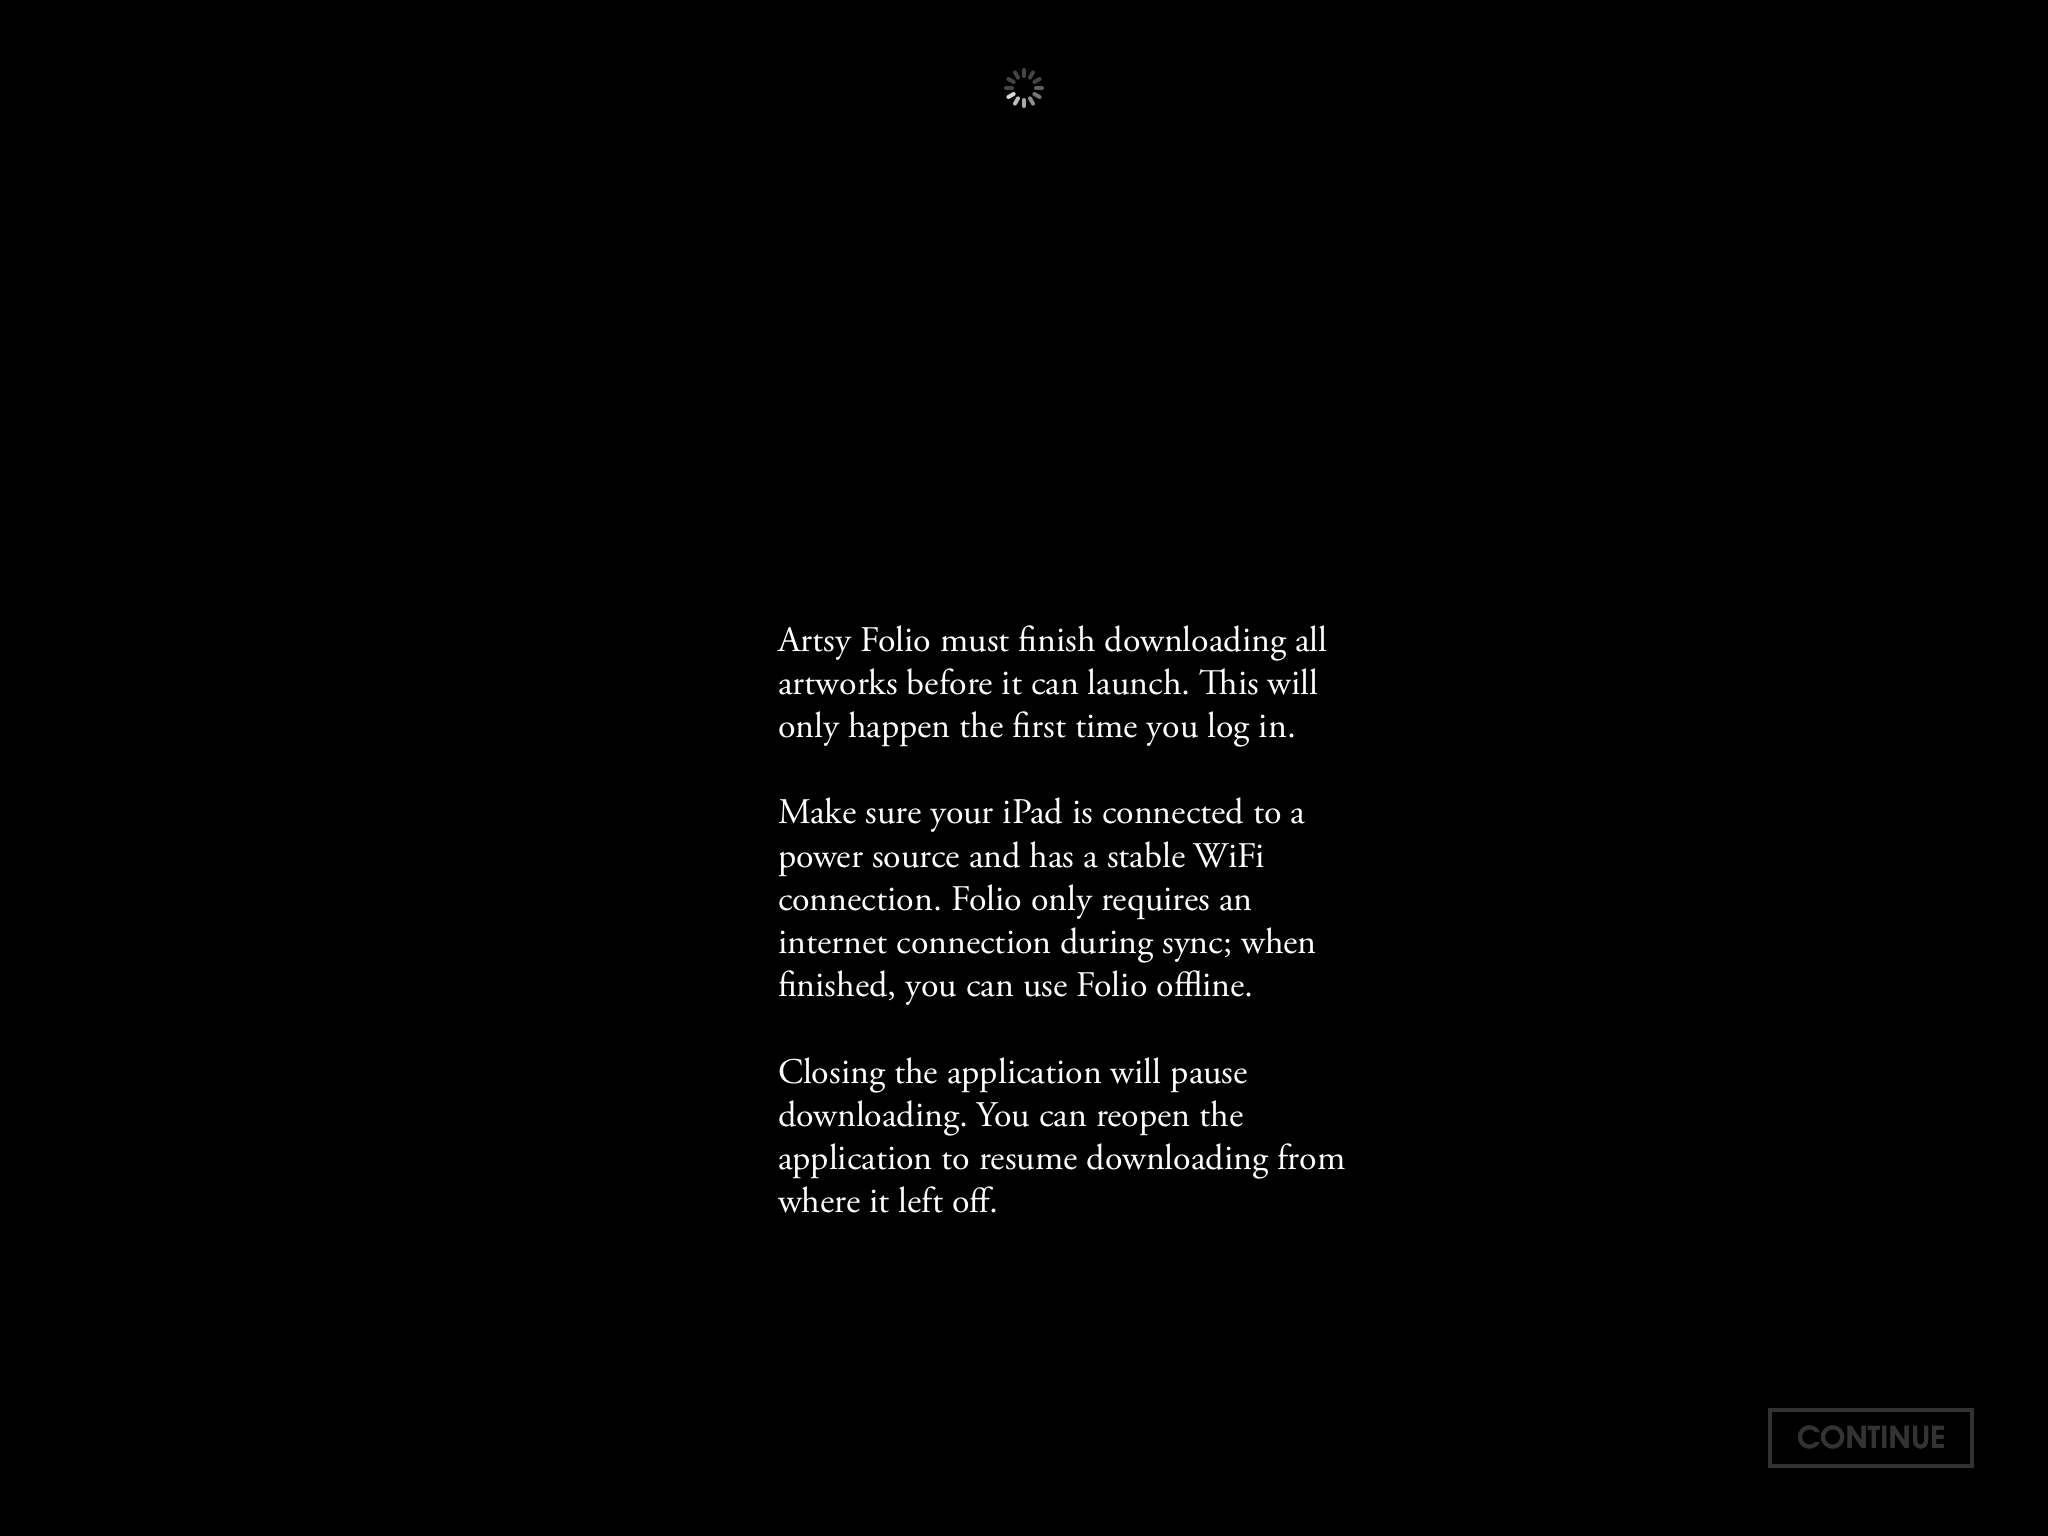 Artsy Folio must finish downloading all
artworks before it can launch. This will
only happen the first time you log in.
Make sure your iPad is connected to a
power source and has a stable WiFi
connection. Folio only requires an
internet connection during sync; when
finished, you can use Folio offline.
Closing the application will pause
downloading. You can reopen the
application to resume downloading from
where it left off.
CONTINUE